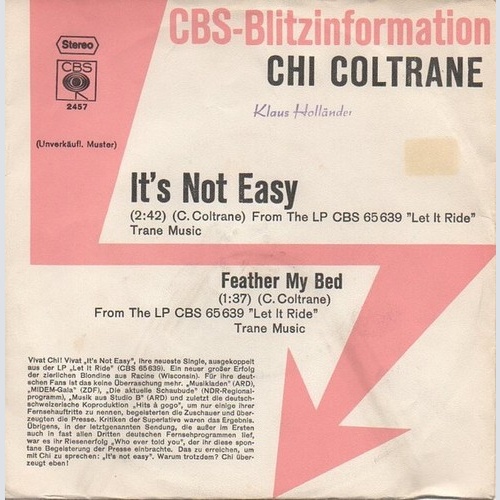 CBS-Blitzinformation
CHI COLTRANE
Stereo
CBS
2457
Klaus Holländer
(Unverkäufl. Muster)
It's Not Easy
(2:42) (C. Coltrane) From The LP CBS 65639 "Let It Ride"
Trane Music
Feather My Bed
(1:37) (C. Coltrane)
From The LP CBS 65639 "Let It Ride"
Trane Music
Vivat Chi! Vivat „It's Not Easy", ihre neueste Single, ausgekoppelt
aus der LP „Let It Ride" (CBS 65639). Ein neuer großer Erfolg
der zierlichen Blondine aus Racine (Wisconsin). Für ihre deut-
schen Fans ist das keine Überraschung mehr. „Musikladen" (ARD),
„MIDEM-Gala" (ZDF), „Die aktuelle Schaubude" (NDR-Regional-
programm), „Musik aus Studio B" (ARD) und zuletzt die deutsch-
schweizerische Koproduktion „Hits à gogo", um nur einige ihrer
Fernsehauftritte zu nennen, begeisterten die Zuschauer und über-
zeugten die Presse. Kritiken der Superlative waren das Ergebnis.
Übrigens, in der letztgenannten Sendung, die außer im Ersten
auch in fast allen Dritten deutschen Fernsehprogrammen lief,
war es ihr Riesenerfolg „Who ever told you", der ihr diese spon-
tane Begeisterung der Presse einbrachte. Das zu erreichen, um
mit Chi zu sprechen: „It's not easy". Warum trotzdem? Chi über-
zeugt eben!